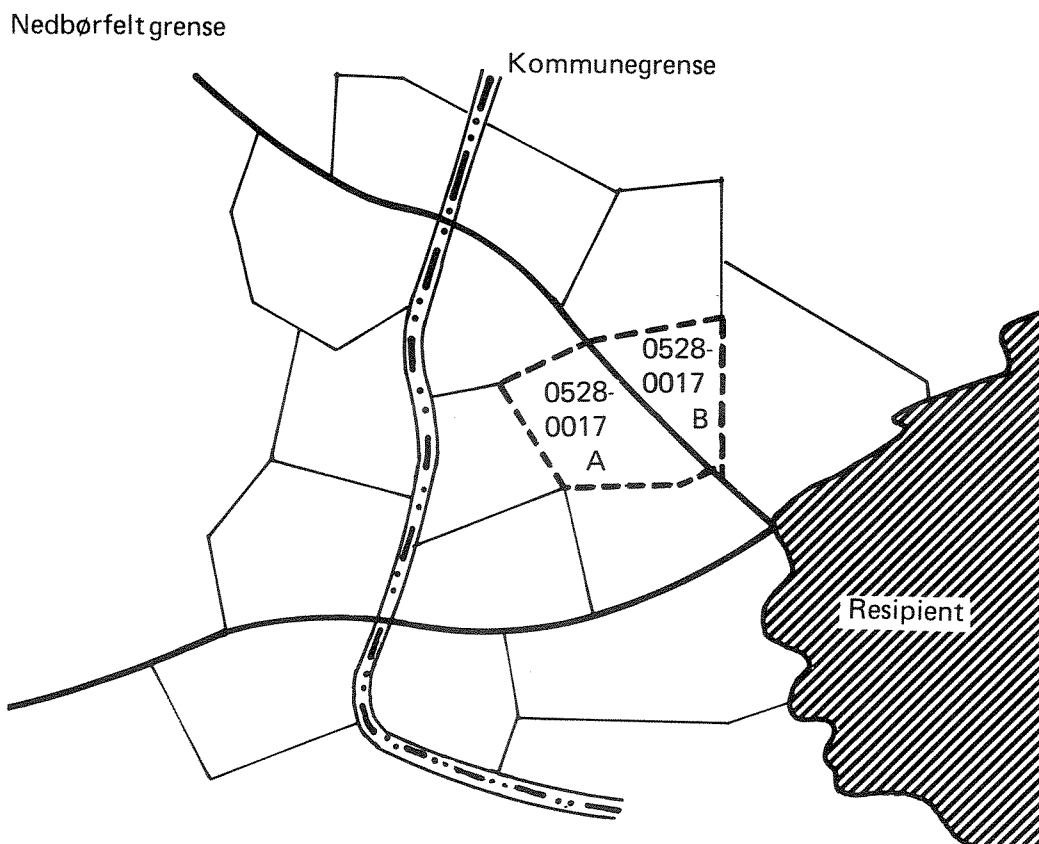 Nedbørfelt grense
Kommunegrense
0528-
0017
B
0528-
0017
A
Resipient